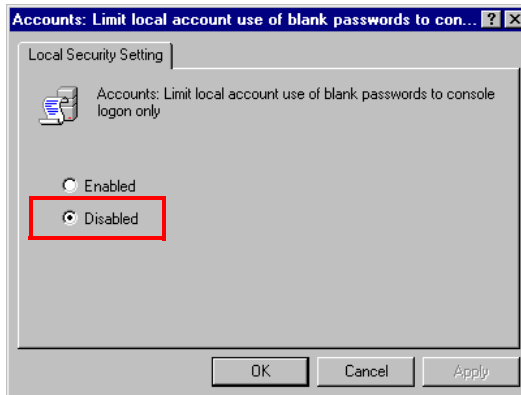 Accounts: Limit local account use of blank passwords to con...
Local Security Setting
Accounts: Limit local account use of blank passwords to console
logon only
Enabled
Disabled
OK
Cancel
Apply